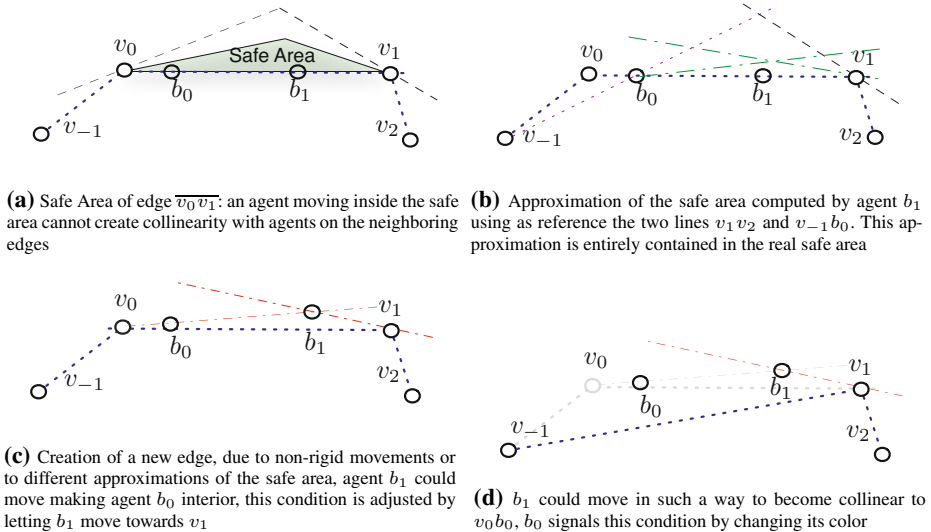 v₀
Safe Area
v₁
b₀
b₁
v₋₁
v₂
(a) Safe Area of edge v₀v₁: an agent moving inside the safe
area cannot create collinearity with agents on the neighboring
edges
v₀
v₁
b₀
b₁
v₋₁
v₂
(b) Approximation of the safe area computed by agent b₁
using as reference the two lines v₁v₂ and v₋₁b₀. This ap-
proximation is entirely contained in the real safe area
v₀
v₁
b₀
b₁
v₋₁
v₂
(c) Creation of a new edge, due to non-rigid movements or
to different approximations of the safe area, agent b₁ could
move making agent b₀ interior, this condition is adjusted by
letting b₁ move towards v₁
v₀
v₁
b₁
b₀
v₋₁
v₂
(d) b₁ could move in such a way to become collinear to
v₀b₀, b₀ signals this condition by changing its color